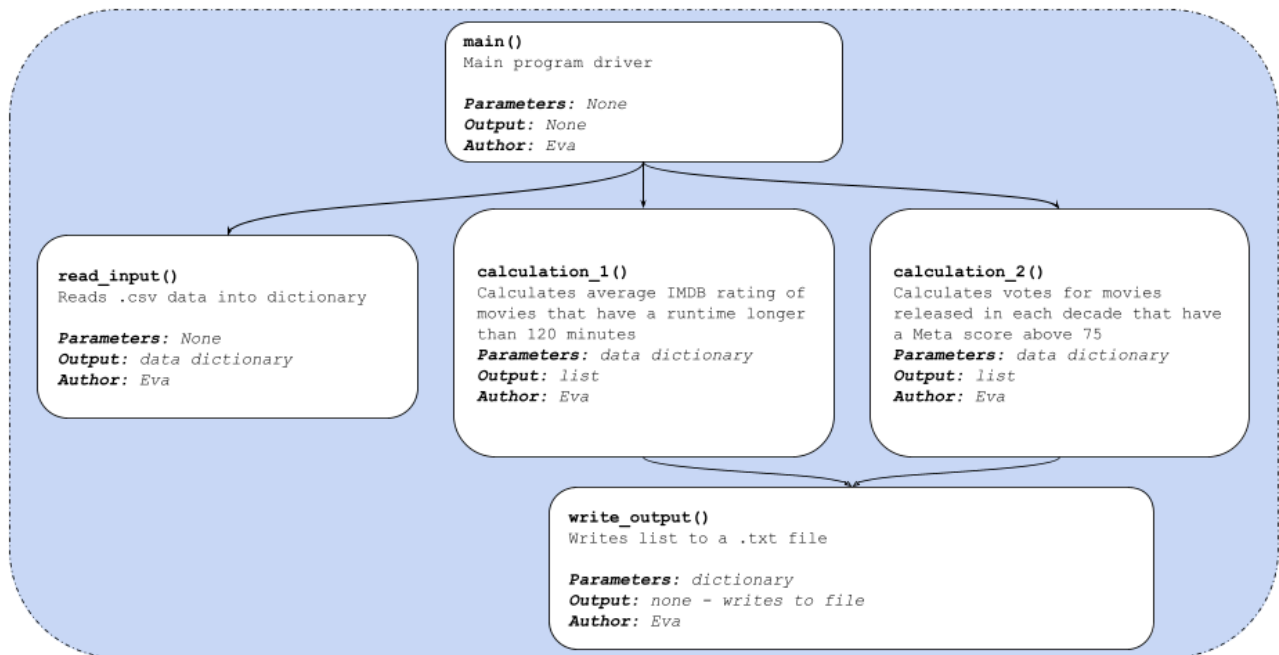 main()
Main program driver
Parameters: None
Output: None
Author: Eva
read_input()
Reads .csv data into dictionary
Parameters: None
Output: data dictionary
Author: Eva
calculation_1()
Calculates average IMDB rating of
movies that have a runtime longer
than 120 minutes
Parameters: data dictionary
Output: list
Author: Eva
calculation_2()
Calculates votes for movies
released in each decade that have
a Meta score above 75
Parameters: data dictionary
Output: list
Author: Eva
write_output()
Writes list to a .txt file
Parameters: dictionary
Output: none - writes to file
Author: Eva